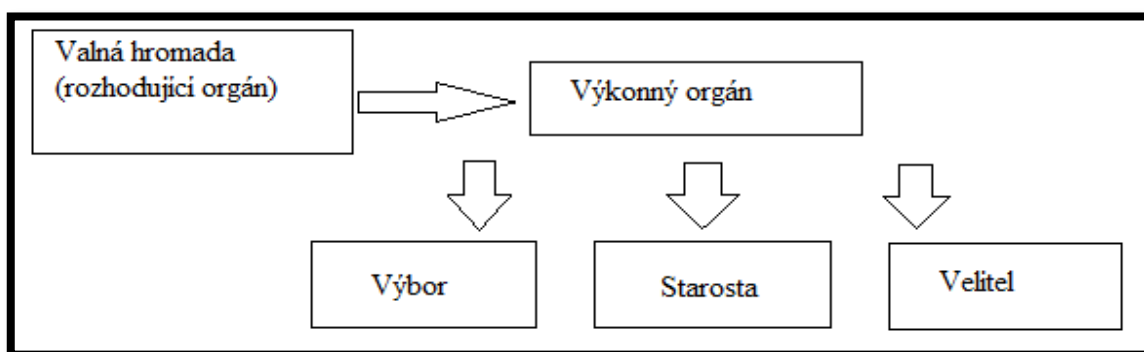 Valná hromada
(rozhodující orgán)
Výkonný orgán
Výbor
Starosta
Velitel